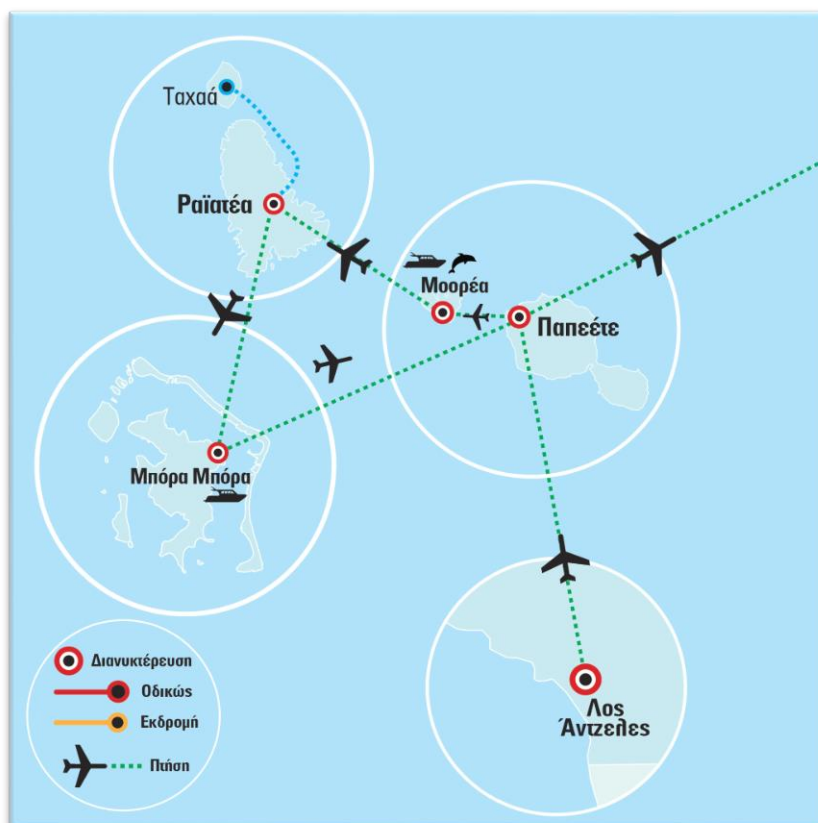 Ταχαά
Ραϊατέα
Μοορέα
Παπεέτε
Μπόρα Μπόρα
Λος
Άντζελες
Διανυκτέρευση
Οδικώς
Εκδρομή
Πτήση